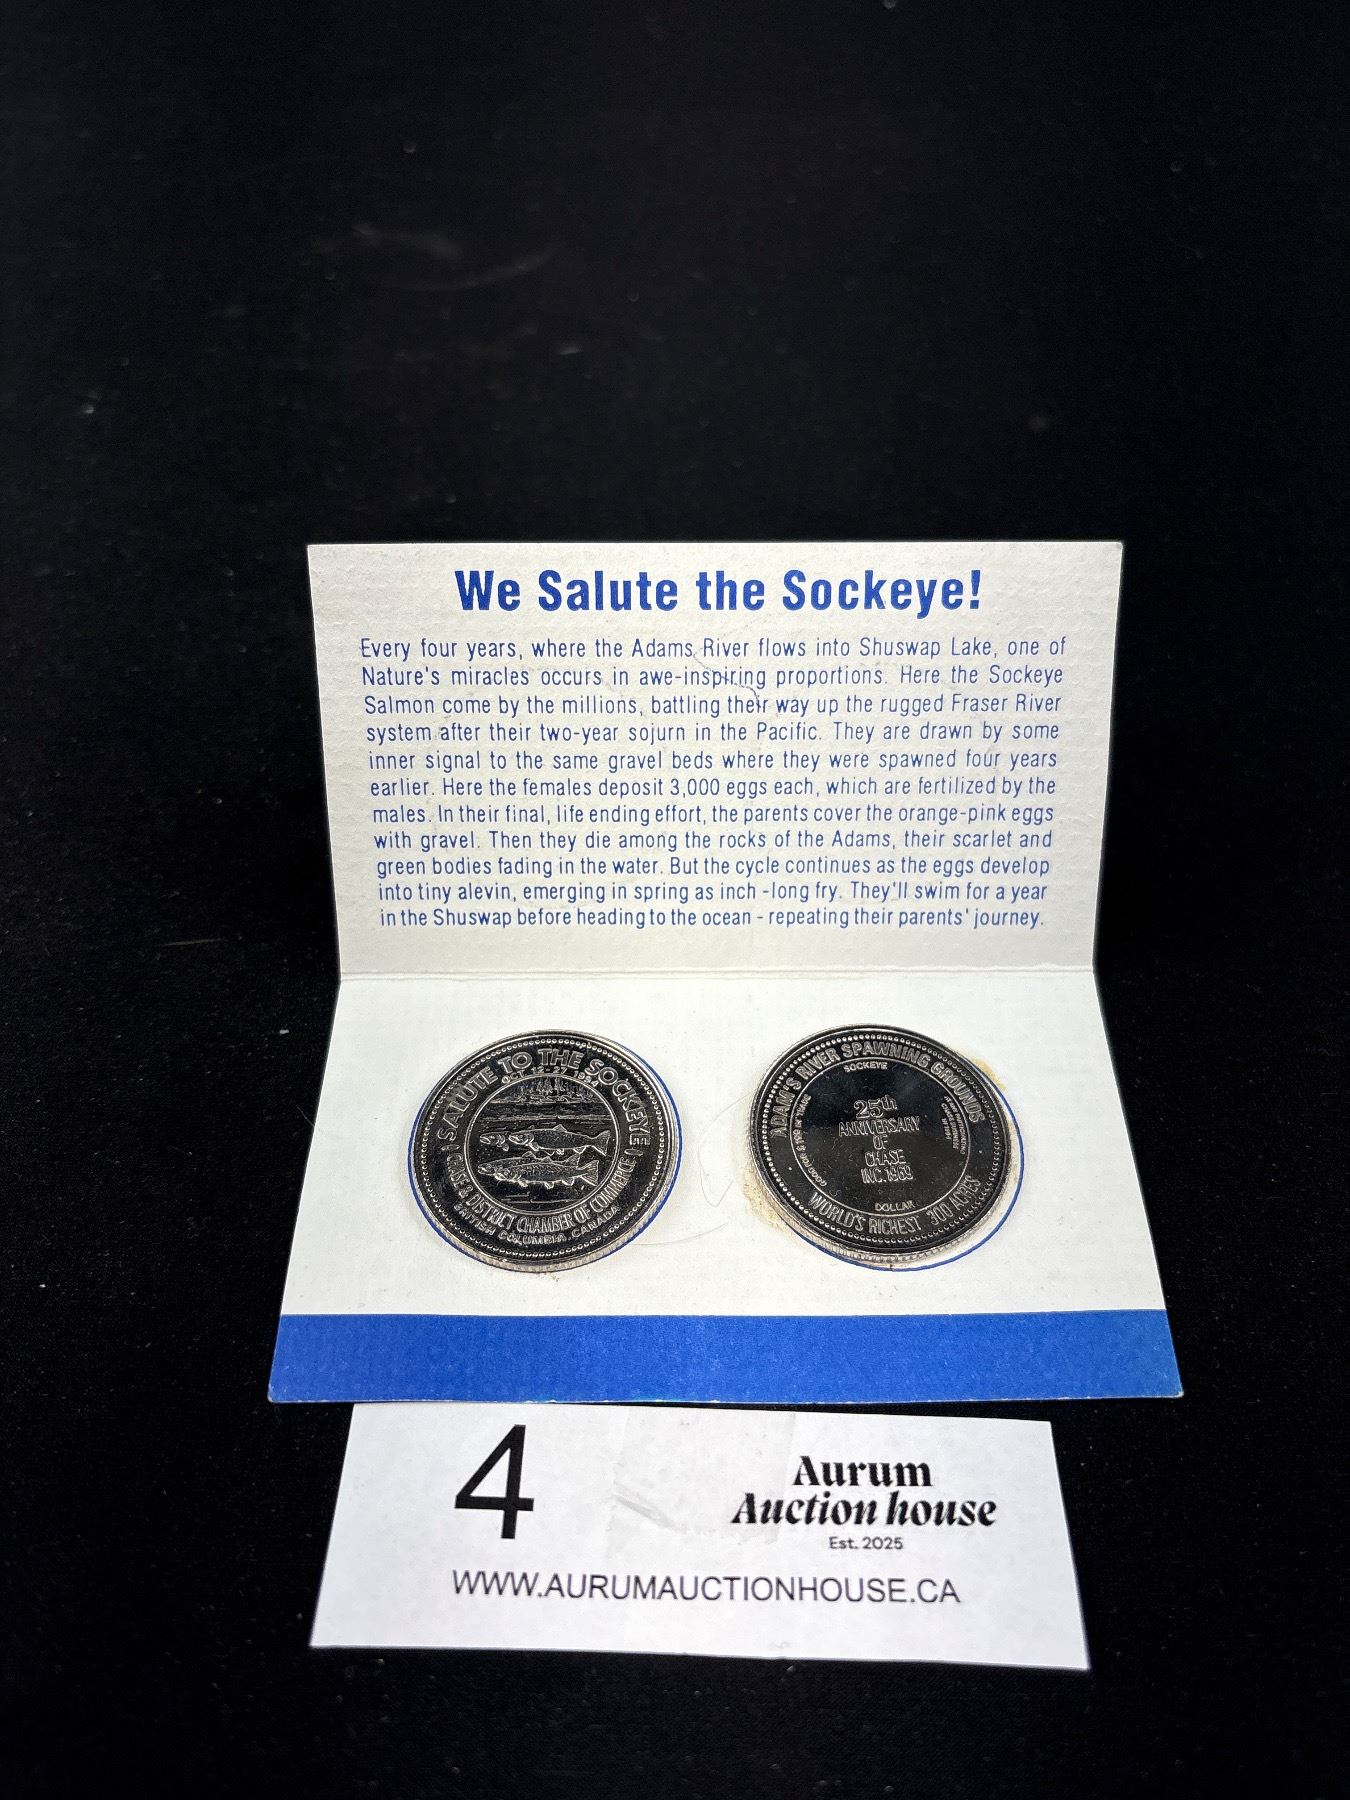 We Salute the Sockeye!
Every four years, where the Adams River flows into Shuswap Lake, one of
Nature's miracles occurs in awe-inspiring proportions. Here the Sockeye
Salmon come by the millions, battling their way up the rugged Fraser River
system after their two-year sojurn in the Pacific. They are drawn by some
inner signal to the same gravel beds where they were spawned four years
earlier. Here the females deposit 3,000 eggs each, which are fertilized by the
males. In their final, life ending effort, the parents cover the orange-pink eggs
with gravel. Then they die among the rocks of the Adams, their scarlet and
green bodies fading in the water. But the cycle continues as the eggs develop
into tiny alevin, emerging in spring as inch -long fry. They'll swim for a year
in the Shuswap before heading to the ocean - repeating their parents' journey.
SALUTE TO THE SOCKEYE
OCT. 12-27 1994
CHASE & DISTRICT CHAMBER OF COMMERCE
BRITISH COLUMBIA, CANADA
ADAM'S RIVER SPAWNING GROUNDS
SOCKEYE
25th
ANNIVERSARY
OF
CHASE
INC. 1969
DOLLAR
WORLD'S RICHEST 300 ACRES
4
Aurum
Auction house
Est. 2025
WWW.AURUMAUCTIONHOUSE.CA